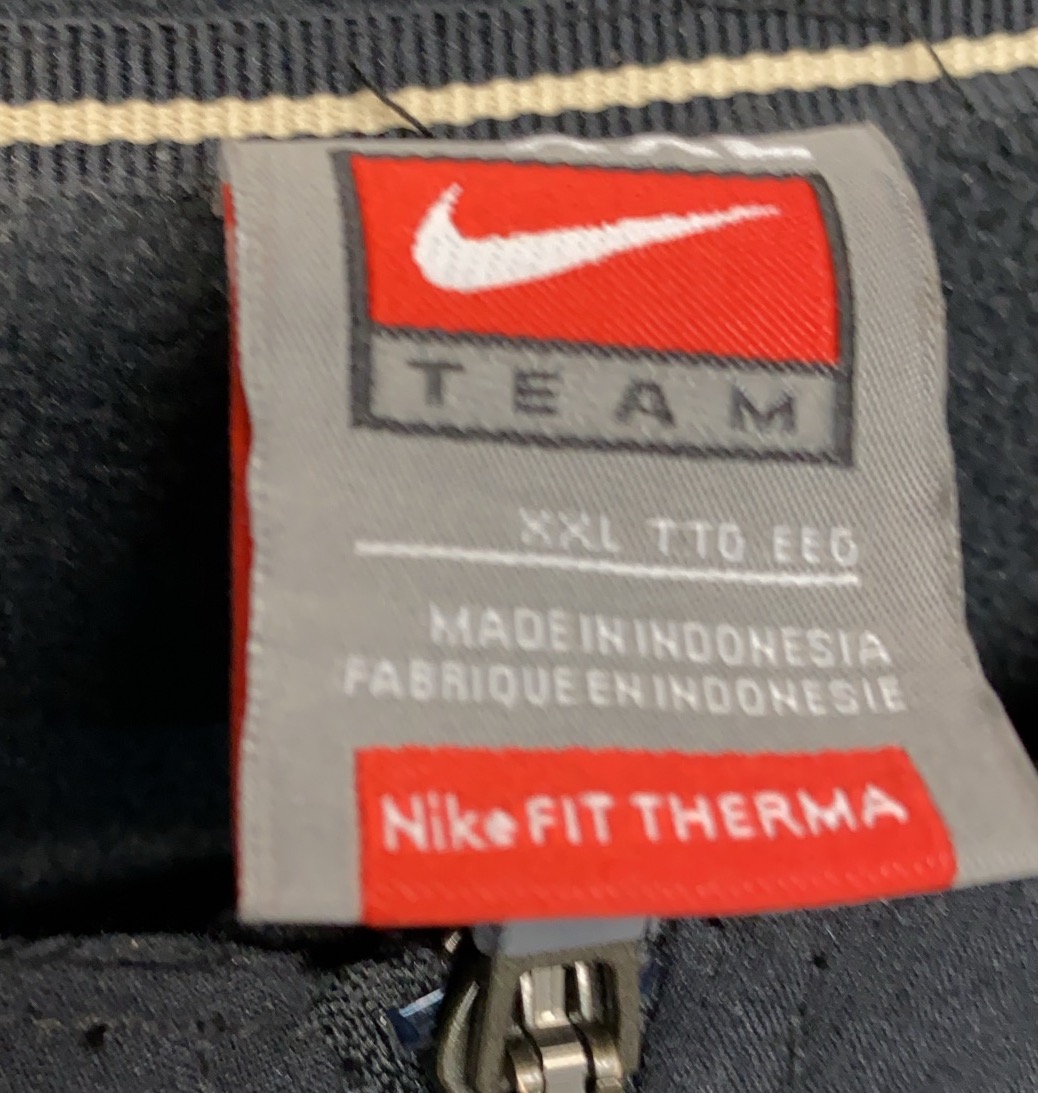 TEAM
XXL TTG EEG
MADE IN INDONESIA
FABRIQUE EN INDONESIE
Nike FIT THERMA